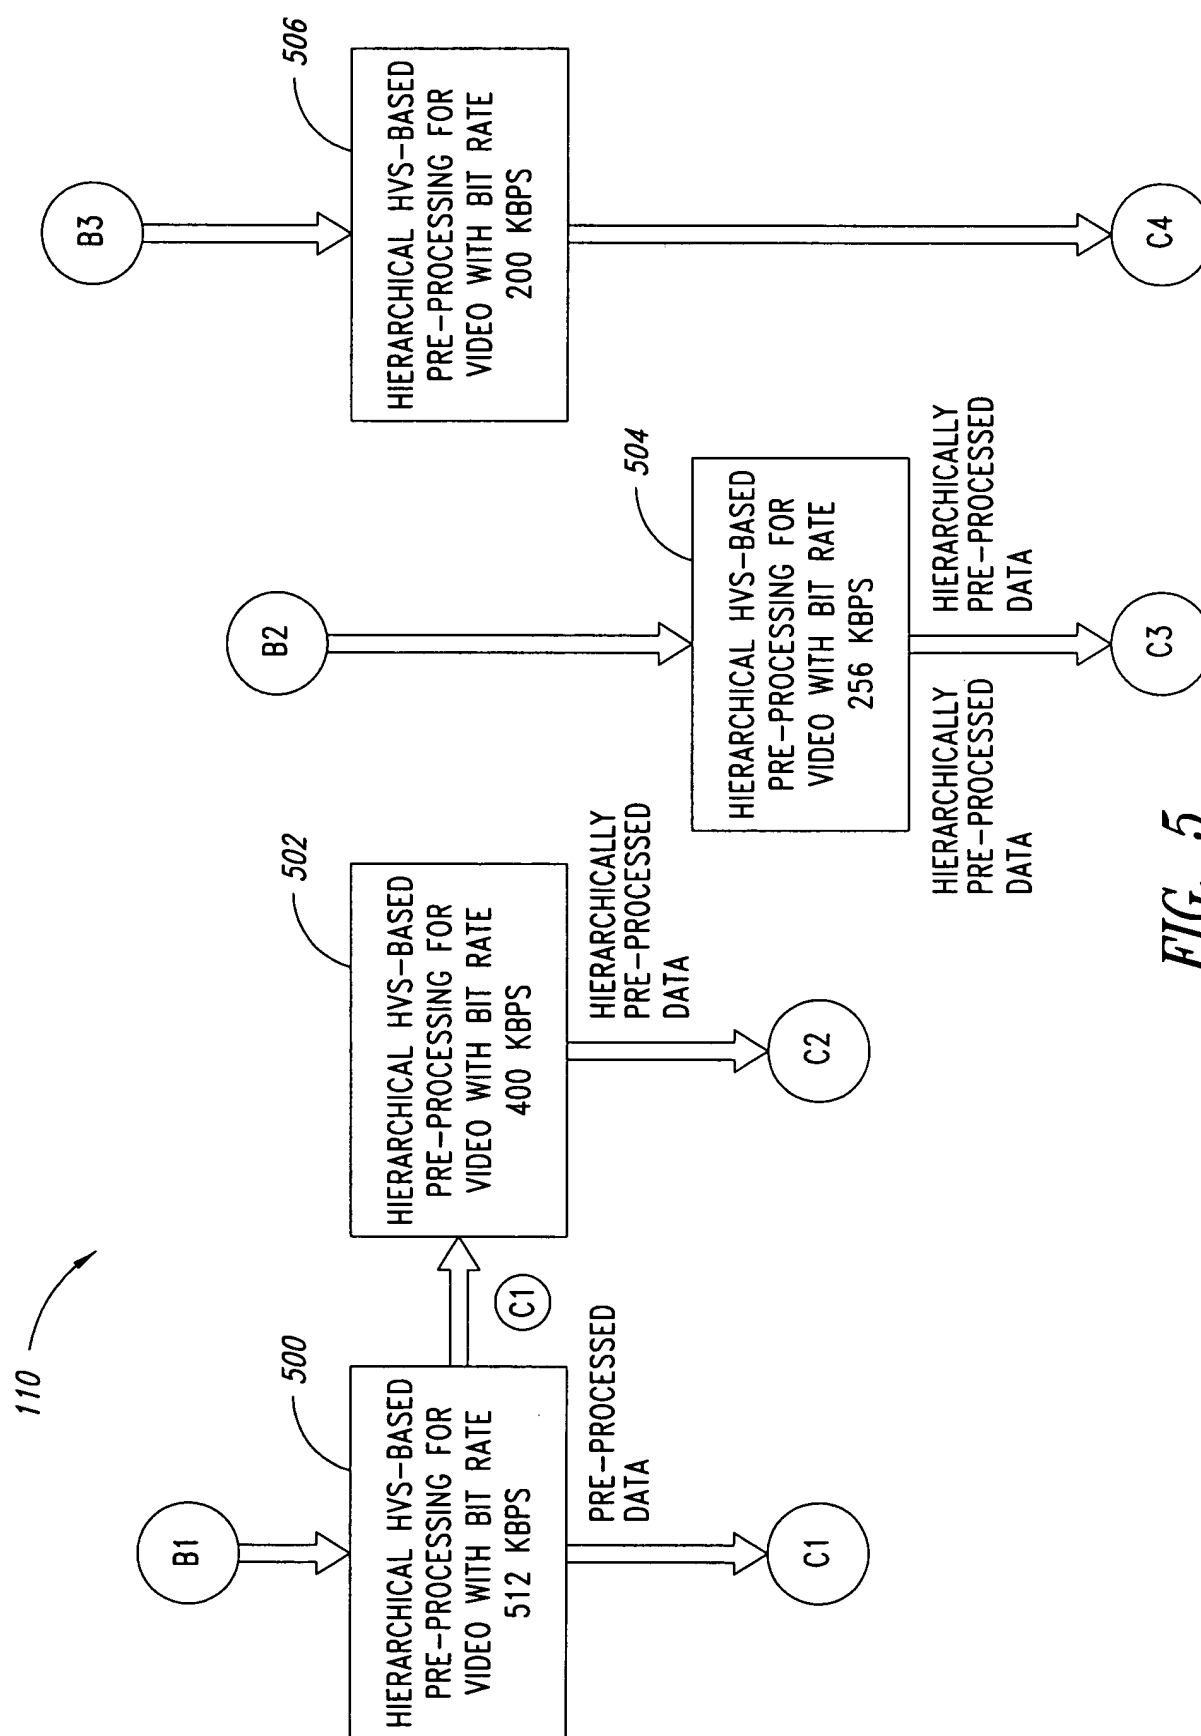 110
B1
500
HIERARCHICAL HVS-BASED
PRE-PROCESSING FOR
VIDEO WITH BIT RATE
512 KBPS
C1
PRE-PROCESSED
DATA
C1
502
HIERARCHICAL HVS-BASED
PRE-PROCESSING FOR
VIDEO WITH BIT RATE
400 KBPS
HIERARCHICALLY
PRE-PROCESSED
DATA
C2
B2
504
HIERARCHICAL HVS-BASED
PRE-PROCESSING FOR
VIDEO WITH BIT RATE
256 KBPS
HIERARCHICALLY
PRE-PROCESSED
DATA
HIERARCHICALLY
PRE-PROCESSED
DATA
C3
B3
506
HIERARCHICAL HVS-BASED
PRE-PROCESSING FOR
VIDEO WITH BIT RATE
200 KBPS
C4
FIG. 5